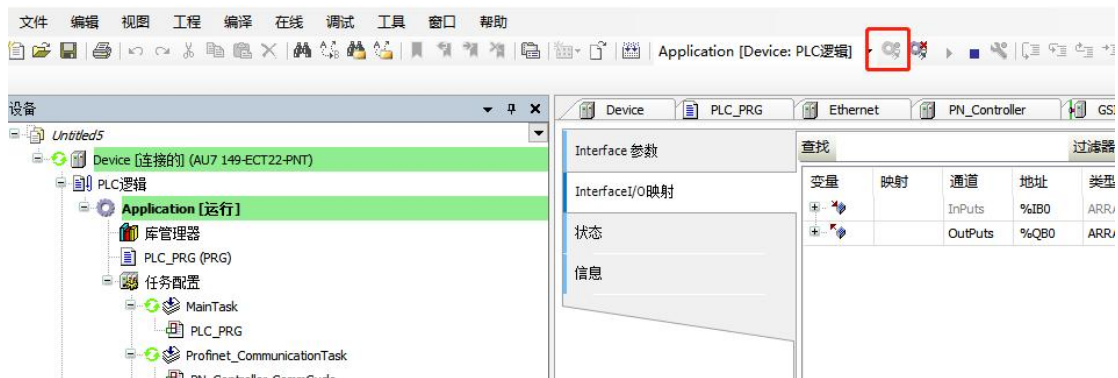 文件 编辑 视图 工程 编译 在线 调试 工具 窗口 帮助
Application [Device: PLC逻辑]
设备
Untitled5
Device [连接的] (AU7 149-ECT22-PNT)
PLC逻辑
Application [运行]
库管理器
PLC_PRG (PRG)
任务配置
MainTask
PLC_PRG
Profinet_CommunicationTask
Device PLC_PRG Ethernet PN_Controller GSI
Interface 参数
InterfaceI/O映射
状态
信息
查找 过滤器
变量 映射 通道 地址 类型
InPuts %IB0 ARRA
OutPuts %QB0 ARRA